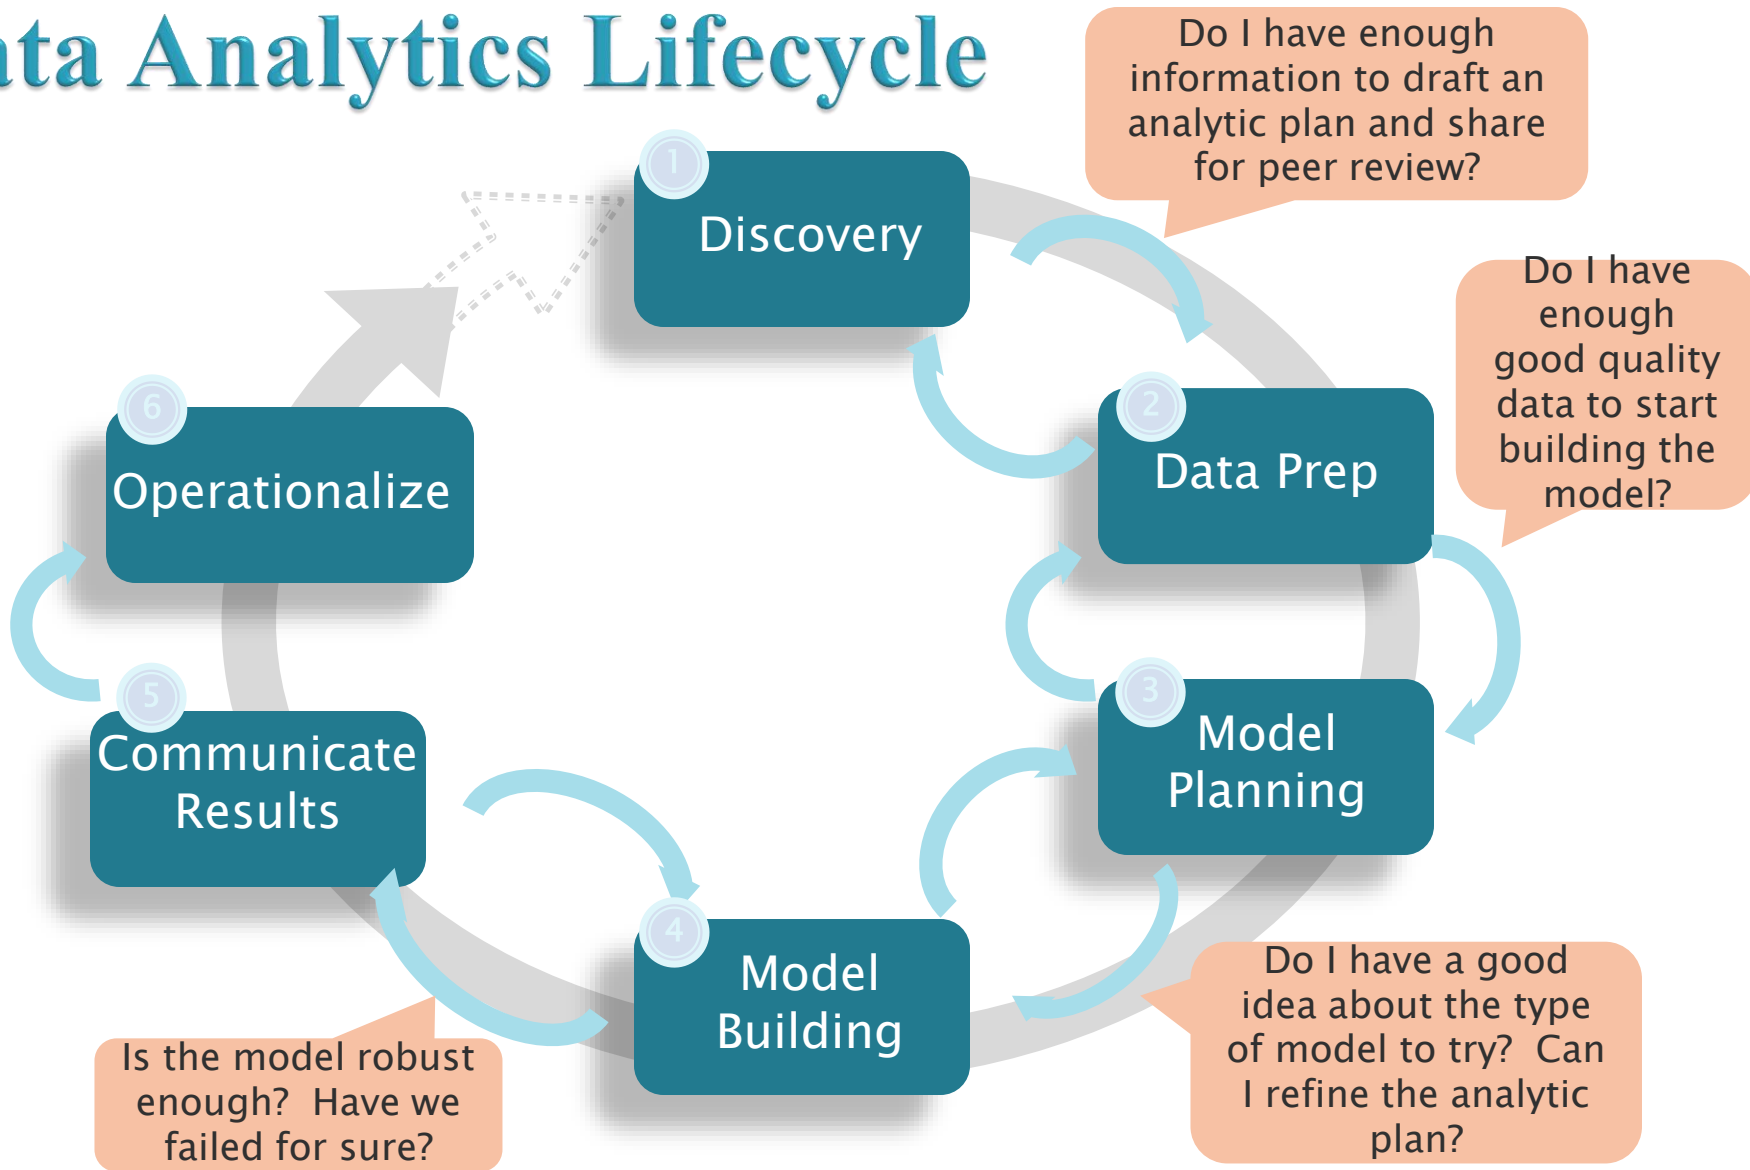 ata Analytics Lifecycle
Do I have enough
information to draft an
analytic plan and share
for peer review?
1
Discovery
Do I have
enough
good quality
data to start
building the
model?
2
Data Prep
6
Operationalize
3
Model
Planning
5
Communicate
Results
4
Model
Building
Do I have a good
idea about the type
of model to try?  Can
I refine the analytic
plan?
Is the model robust
enough?  Have we
failed for sure?